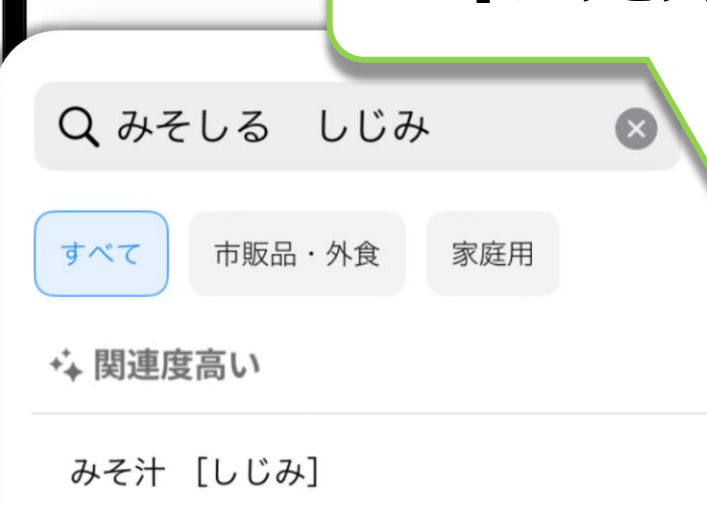 みそしる　しじみ
すべて
市販品・外食
家庭用
関連度高い
みそ汁　[しじみ]